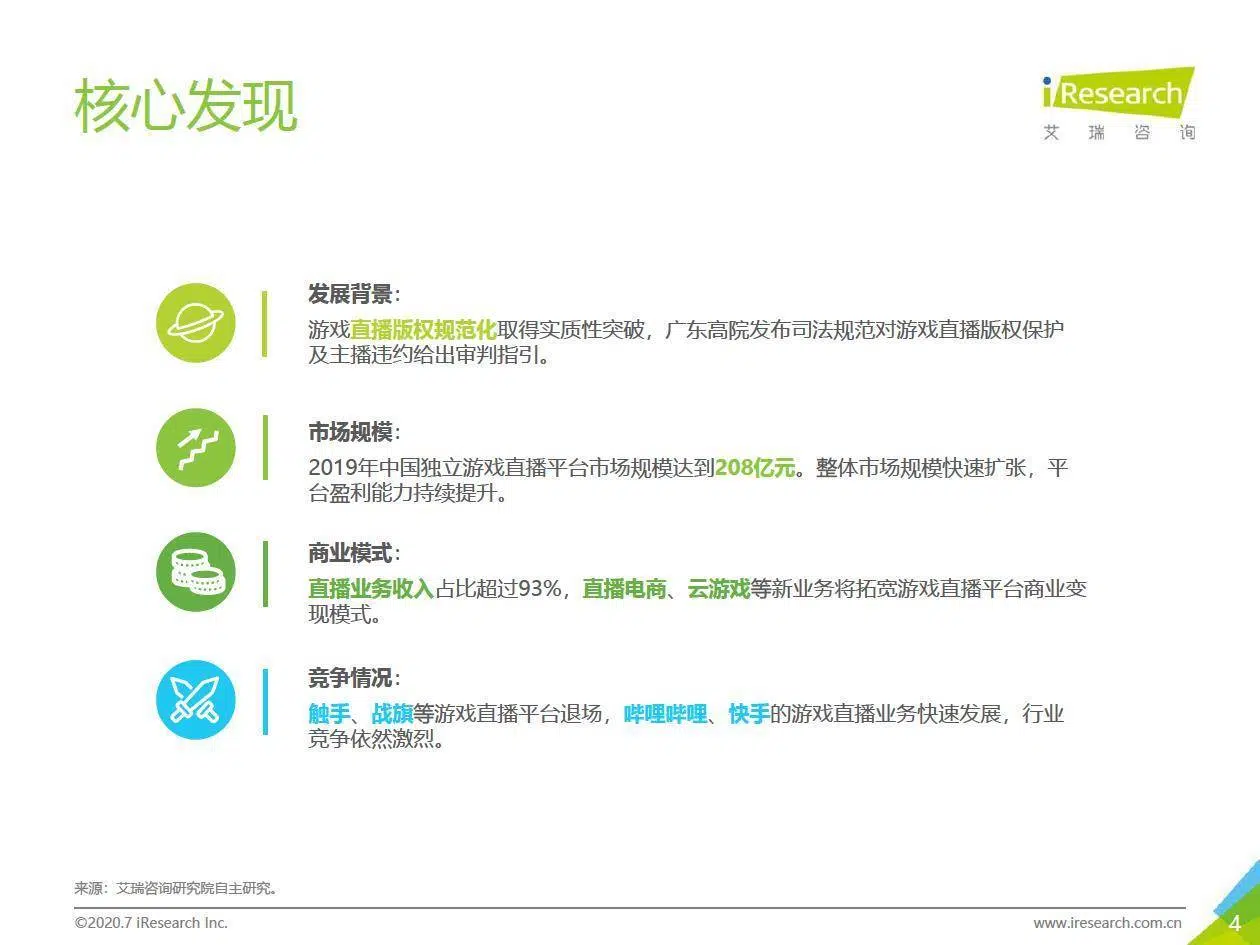 核心发现
iResearch
艾瑞咨询
发展背景：
游戏直播版权规范化取得实质性突破，广东高院发布司法规范对游戏直播版权保护
及主播违约给出审判指引。
市场规模：
2019年中国独立游戏直播平台市场规模达到208亿元。整体市场规模快速扩张，平
台盈利能力持续提升。
商业模式：
直播业务收入占比超过93%，直播电商、云游戏等新业务将拓宽游戏直播平台商业变
现模式。
竞争情况：
触手、战旗等游戏直播平台退场，哔哩哔哩、快手的游戏直播业务快速发展，行业
竞争依然激烈。
来源：艾瑞咨询研究院自主研究。
©2020.7 iResearch Inc.
www.iresearch.com.cn
4